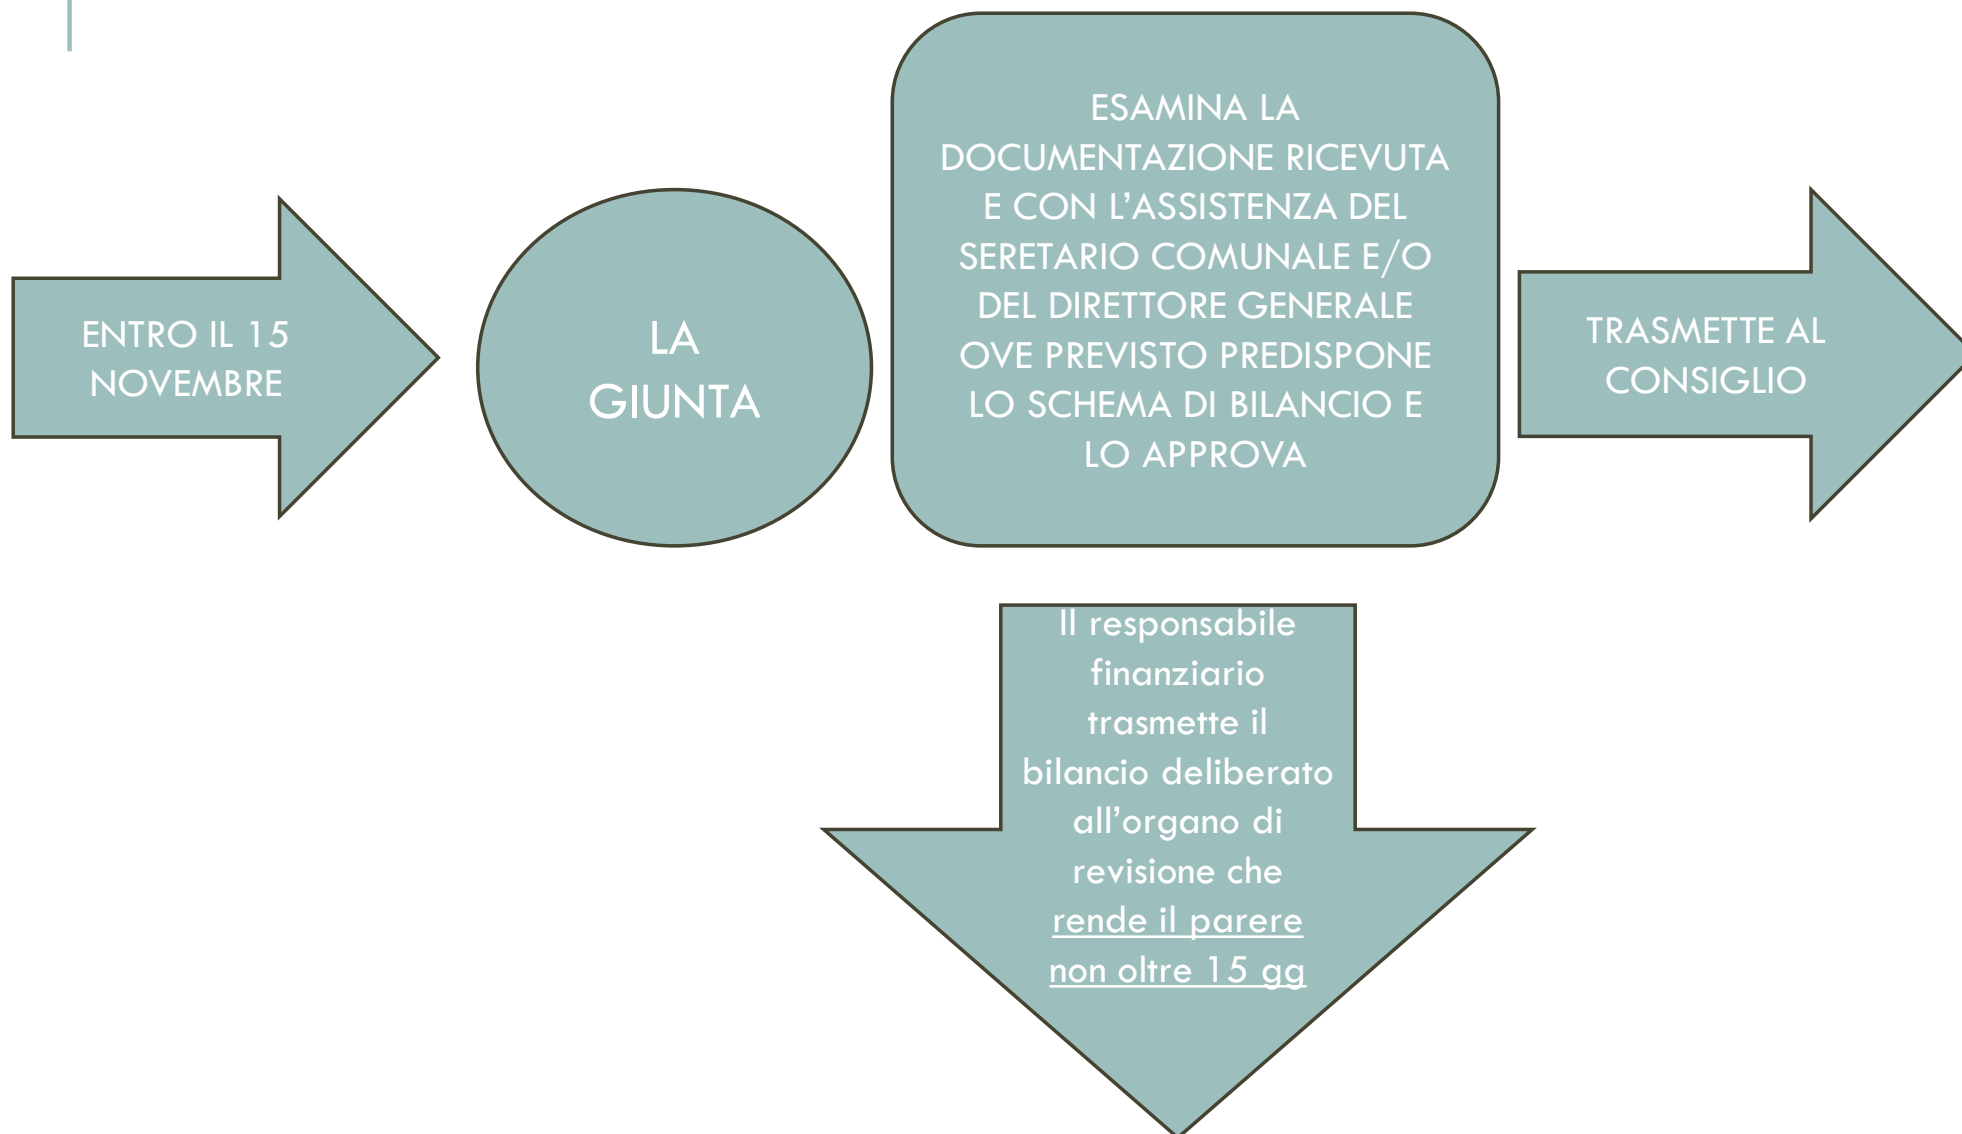 ENTRO IL 15
NOVEMBRE
LA
GIUNTA
ESAMINA LA
DOCUMENTAZIONE RICEVUTA
E CON L’ASSISTENZA DEL
SERETARIO COMUNALE E/O
DEL DIRETTORE GENERALE
OVE PREVISTO PREDISPONE
LO SCHEMA DI BILANCIO E
LO APPROVA
TRASMETTE AL
CONSIGLIO
Il responsabile
finanziario
trasmette il
bilancio deliberato
all’organo di
revisione che
rende il parere
non oltre 15 gg